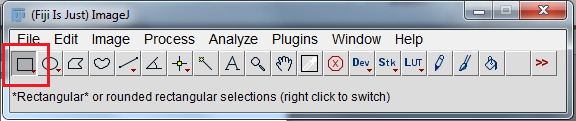 (Fiji Is Just) ImageJ
File Edit Image Process Analyze Plugins Window Help
A Dev Stk LUT >>
*Rectangular* or rounded rectangular selections (right click to switch)